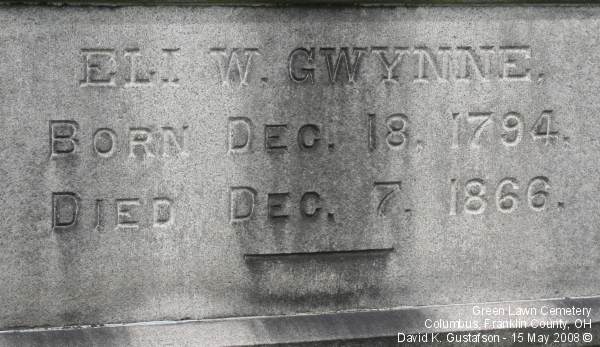 ELI W. GWYNNE.
BORN DEC. 18, 1794.
DIED DEC. 7, 1866.
Green Lawn Cemetery
Columbus, Franklin County, OH
David K. Gustafson - 15 May 2008 ©